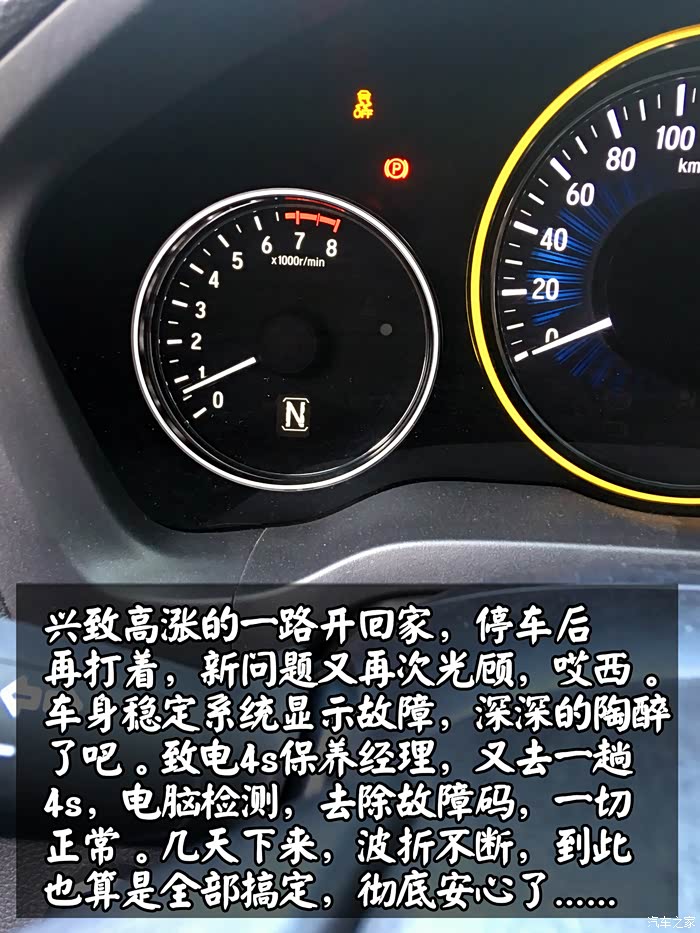 OFF
P
100
80
km
60
40
20
0
8
7
6
5
x1000r/min
4
3
2
1
0
N
兴致高涨的一路开回家，停车后
再打着，新问题又再次光顾，哎西。
车身稳定系统显示故障，深深的陶醉
了吧。致电4s保养经理，又去一趟
4s，电脑检测，去除故障码，一切
正常。几天下来，波折不断，到此
也算是全部搞定，彻底安心了......
汽车之家